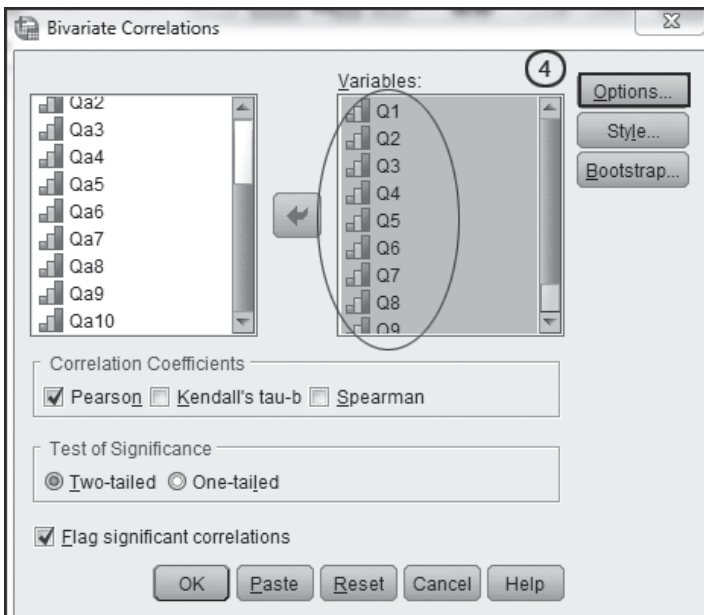 Bivariate Correlations
Variables:
4
Qa2
Qa3
Qa4
Qa5
Qa6
Qa7
Qa8
Qa9
Qa10
Q1
Q2
Q3
Q4
Q5
Q6
Q7
Q8
Q9
Options...
Style...
Bootstrap...
Correlation Coefficients
Pearson Kendall's tau-b Spearman
Test of Significance
Two-tailed One-tailed
Flag significant correlations
OK Paste Reset Cancel Help